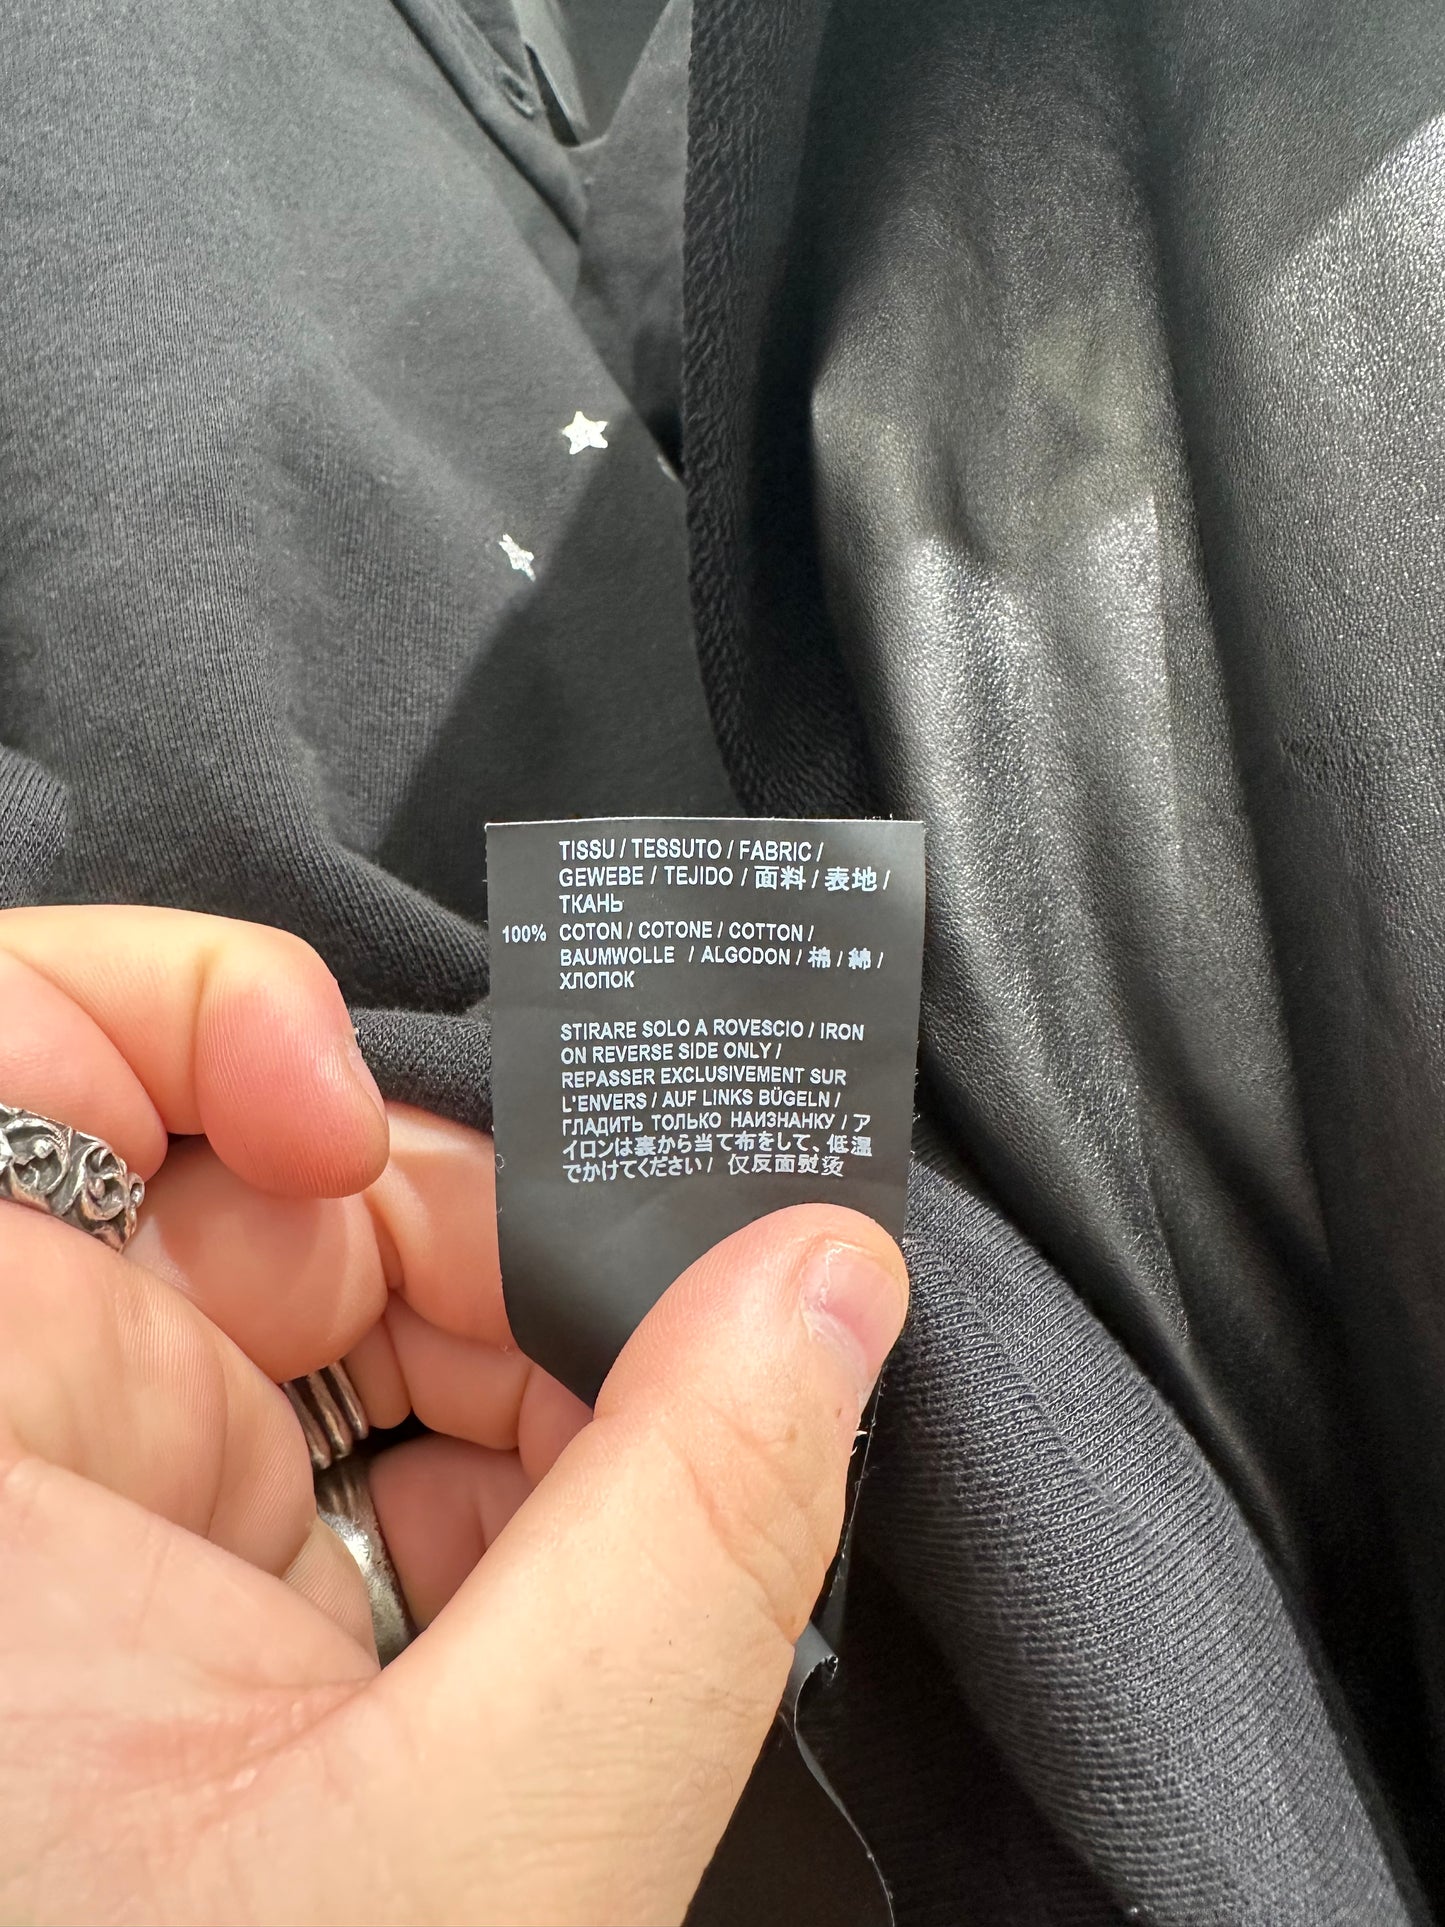 TISSU / TESSUTO / FABRIC /
GEWEBE / TEJIDO / 面料 / 表地 /
ТКАНЬ
100% COTON / COTONE / COTTON /
BAUMWOLLE / ALGODON / 棉 / 綿 /
ХЛОПОК
STIRARE SOLO A ROVESCIO / IRON
ON REVERSE SIDE ONLY /
REPASSER EXCLUSIVEMENT SUR
L'ENVERS / AUF LINKS BÜGELN /
ГЛАДИТЬ ТОЛЬКО НАИЗНАНКУ / ア
イロンは裏から当て布をして、低温
でかけてください / 仅反面熨烫